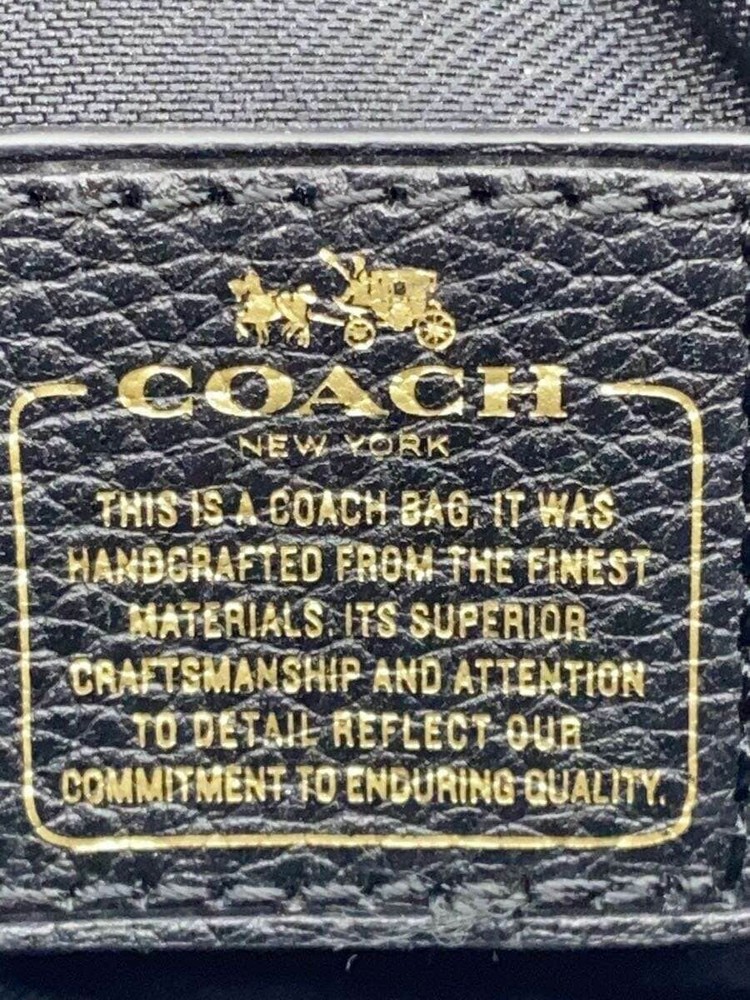 COACH
NEW YORK
THIS IS A COACH BAG. IT WAS
HANDCRAFTED FROM THE FINEST
MATERIALS. ITS SUPERIOR
CRAFTSMANSHIP AND ATTENTION
TO DETAIL REFLECT OUR
COMMITMENT TO ENDURING QUALITY.